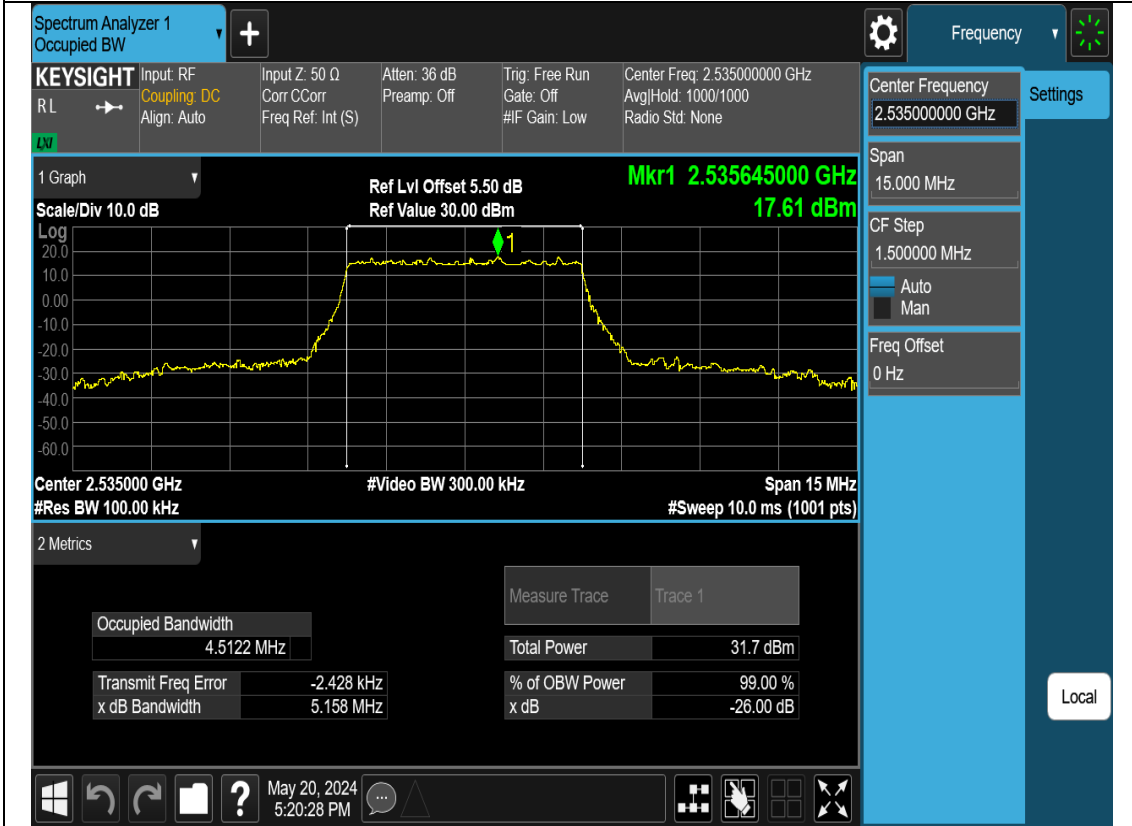 Spectrum Analyzer 1
Occupied BW
+
Frequency
KEYSIGHT
R L
LXI
Input: RF
Coupling: DC
Align: Auto
Input Z: 50 Ω
Corr CCorr
Freq Ref: Int (S)
Atten: 36 dB
Preamp: Off
Trig: Free Run
Gate: Off
#IF Gain: Low
Center Freq: 2.535000000 GHz
Avg|Hold: 1000/1000
Radio Std: None
Center Frequency
2.535000000 GHz
Settings
Span
15.000 MHz
CF Step
1.500000 MHz
Auto
Man
Freq Offset
0 Hz
Local
1 Graph
Scale/Div 10.0 dB
Ref Lvl Offset 5.50 dB
Ref Value 30.00 dBm
Mkr1 2.535645000 GHz
17.61 dBm
Log
1
20.0
10.0
0.00
-10.0
-20.0
-30.0
-40.0
-50.0
-60.0
Center 2.535000 GHz
#Video BW 300.00 kHz
Span 15 MHz
#Res BW 100.00 kHz
#Sweep 10.0 ms (1001 pts)
2 Metrics
Measure Trace
Trace 1
Occupied Bandwidth
4.5122 MHz
Total Power
31.7 dBm
Transmit Freq Error
-2.428 kHz
% of OBW Power
99.00 %
x dB Bandwidth
5.158 MHz
x dB
-26.00 dB
?
May 20, 2024
5:20:28 PM